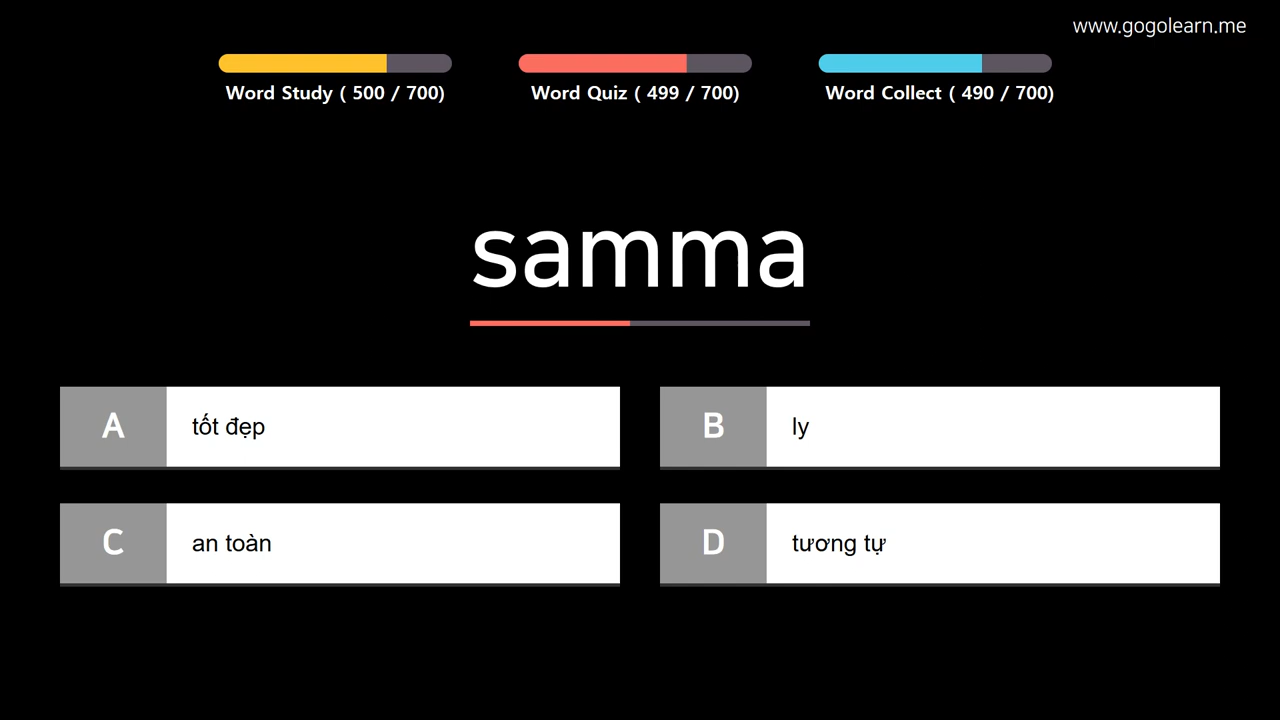 www.gogolearn.me
Word Study ( 500 / 700)
Word Quiz ( 499 / 700)
Word Collect ( 490 / 700)
samma
A tốt đẹp
B ly
C an toàn
D tương tự